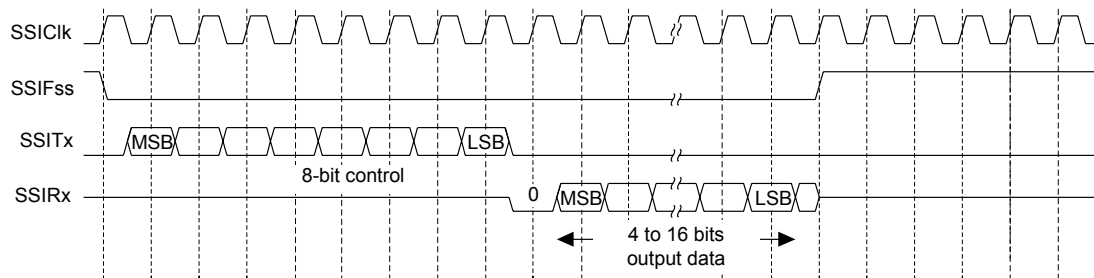 SSIClk
SSIFss
SSITx
MSB
LSB
8-bit control
SSIRx
0
MSB
LSB
4 to 16 bits
output data